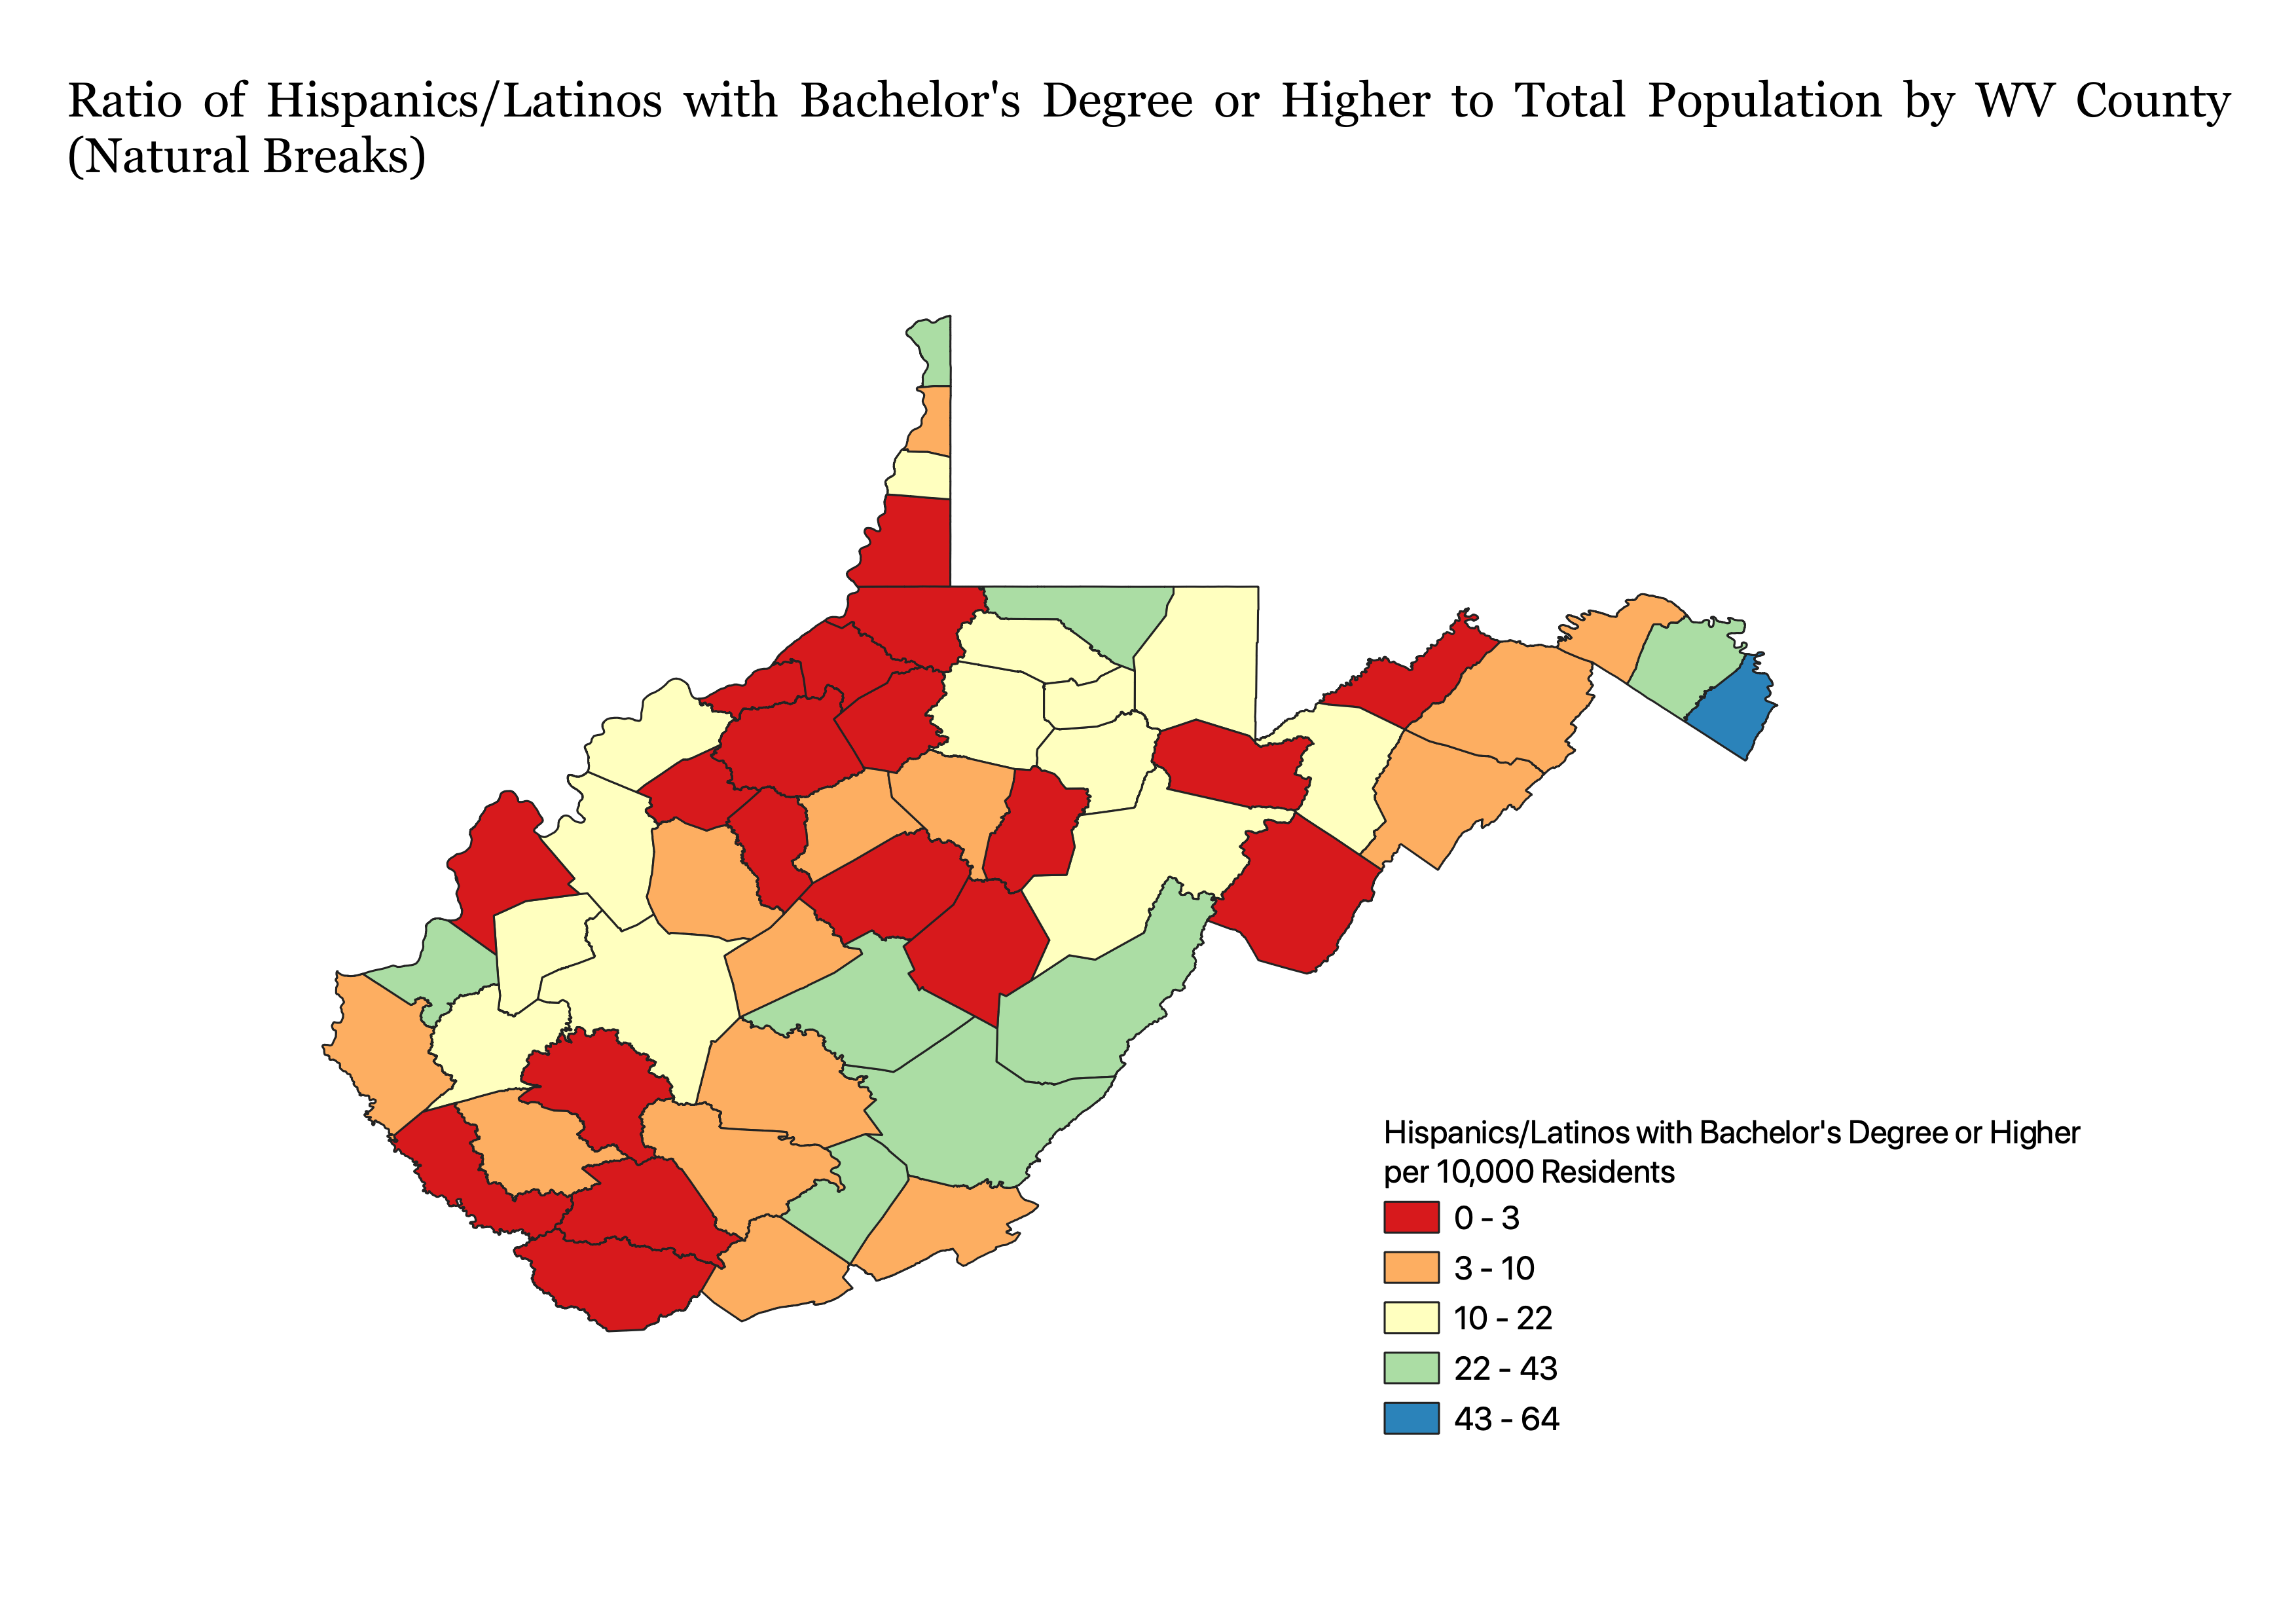 Ratio of Hispanics/Latinos with Bachelor's Degree or Higher to Total Population by WV County
(Natural Breaks)
Hispanics/Latinos with Bachelor's Degree or Higher
per 10,000 Residents
0 - 3
3 - 10
10 - 22
22 - 43
43 - 64